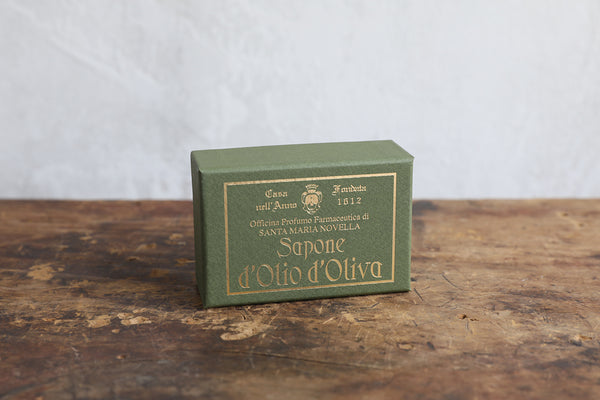 Casa Fondata
nell'Anno 1612
Officina Profumo Farmaceutica di
SANTA MARIA NOVELLA
Sapone
d'Olio d'Oliva